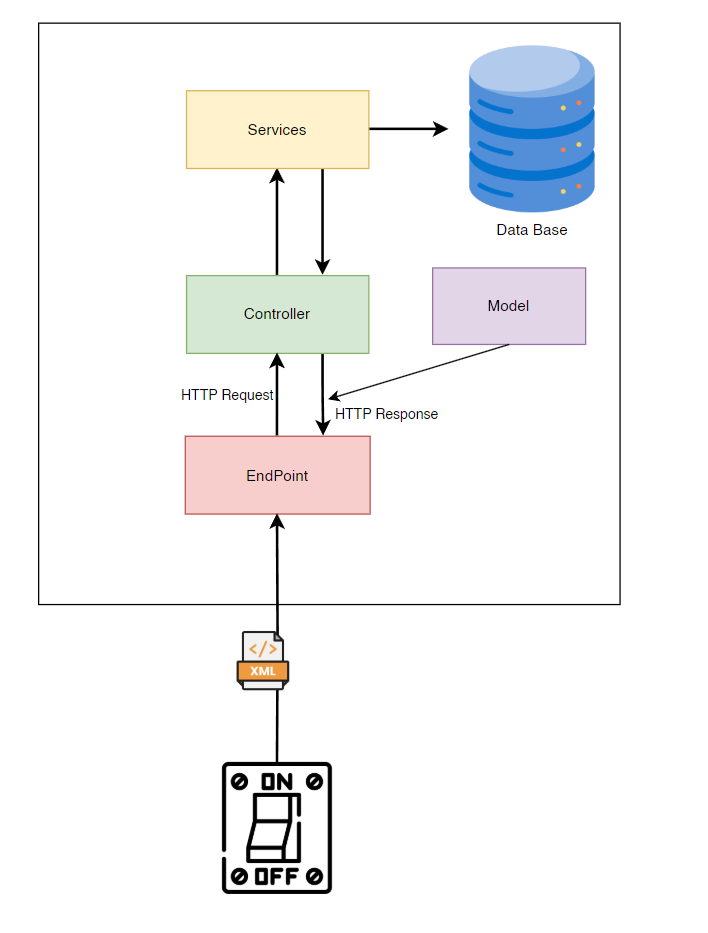 Services
Data Base
Controller
Model
HTTP Request
HTTP Response
EndPoint
</>
XML
ON
OFF